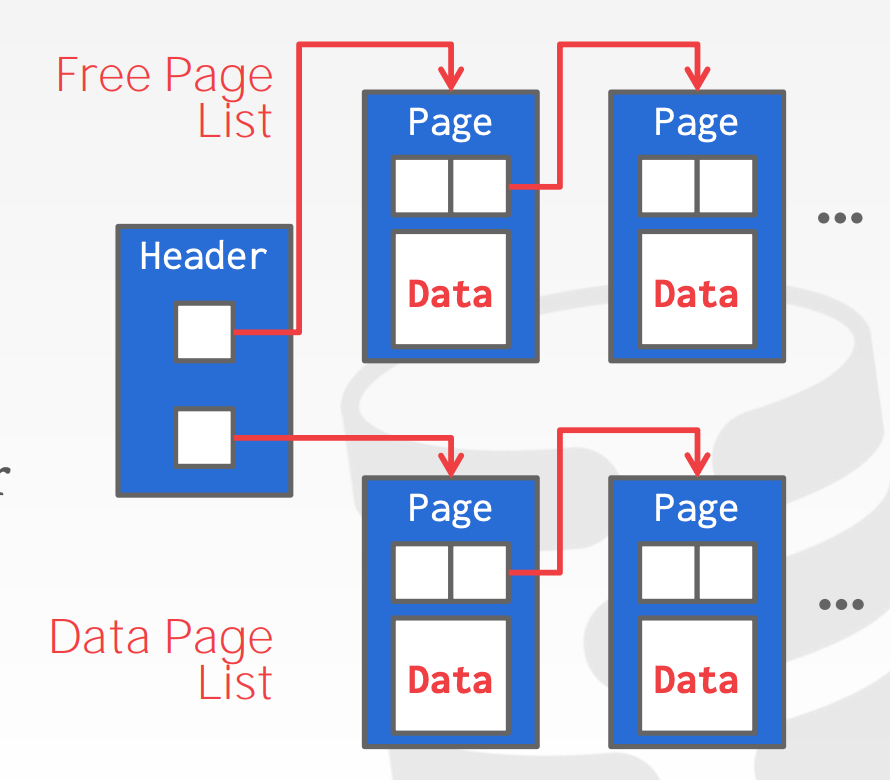 Free Page
List
Page
Page
Header
Data
Data
...
Page
Page
Data Page
List
Data
Data
...